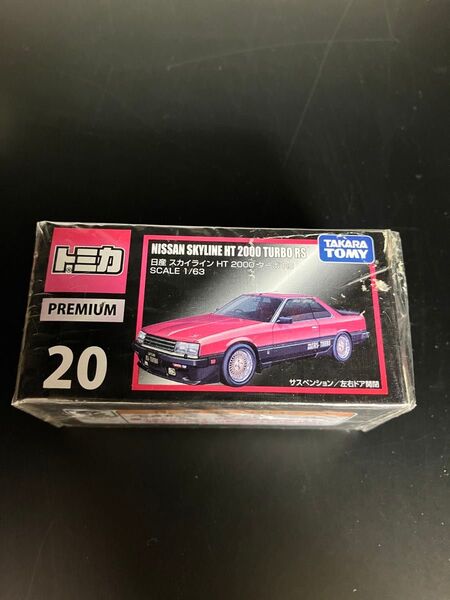 トミカ
PREMIUM
20
NISSAN SKYLINE HT 2000 TURBO RS
日産 スカイライン HT 2000
SCALE 1/63
TAKARA
TOMY
サスペンション/左右ドア開閉